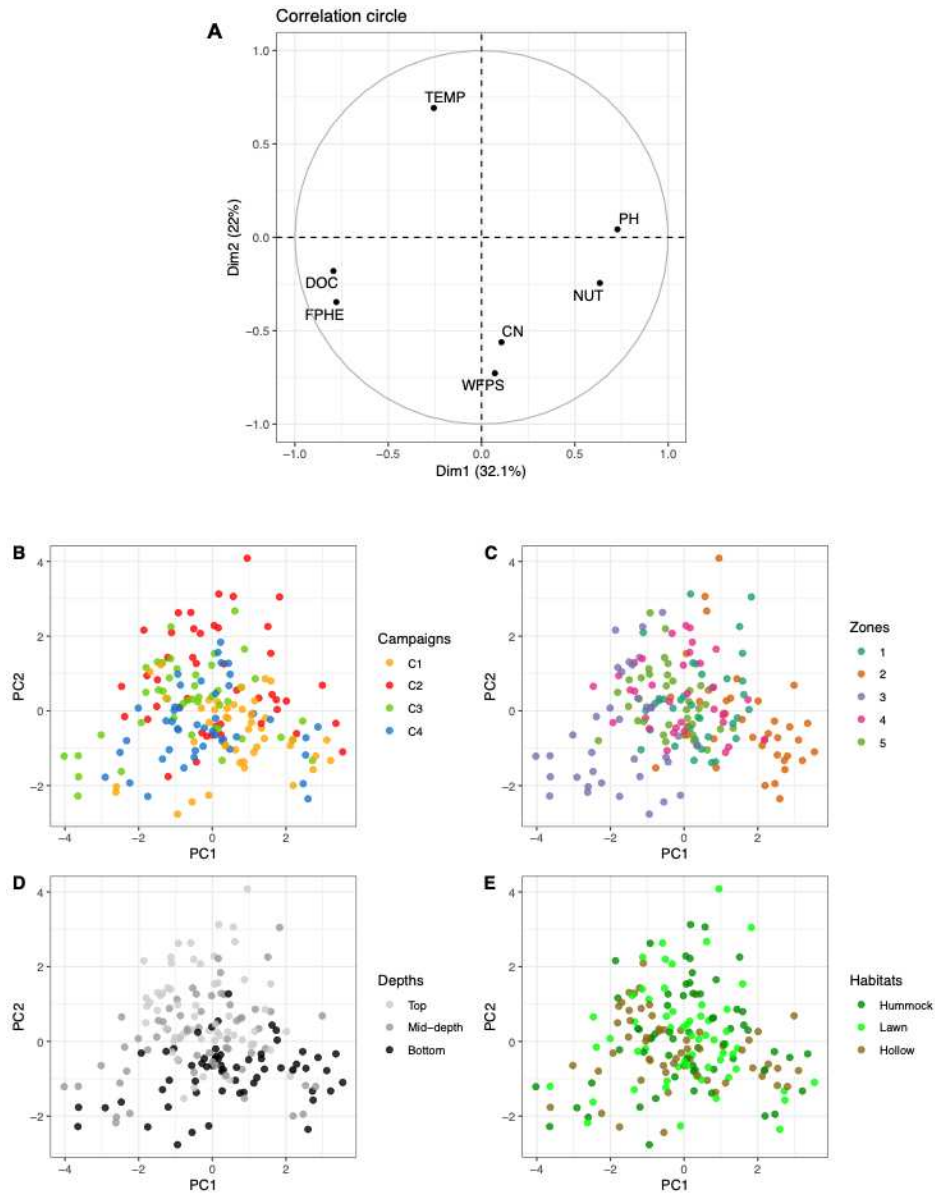 Correlation circle
A
1.0
0.5
0.0
−0.5
−1.0
Dim2 (22%)
TEMP
PH
DOC
NUT
FPHE
CN
WFPS
−1.0 −0.5 0.0 0.5 1.0
Dim1 (32.1%)
B
4
2
0
−2
PC2
−4 −2 0 2
PC1
Campaigns
C1
C2
C3
C4
C
4
2
0
−2
PC2
−4 −2 0 2
PC1
Zones
1
2
3
4
5
D
4
2
0
−2
PC2
−4 −2 0 2
PC1
Depths
Top
Mid−depth
Bottom
E
4
2
0
−2
PC2
−4 −2 0 2
PC1
Habitats
Hummock
Lawn
Hollow